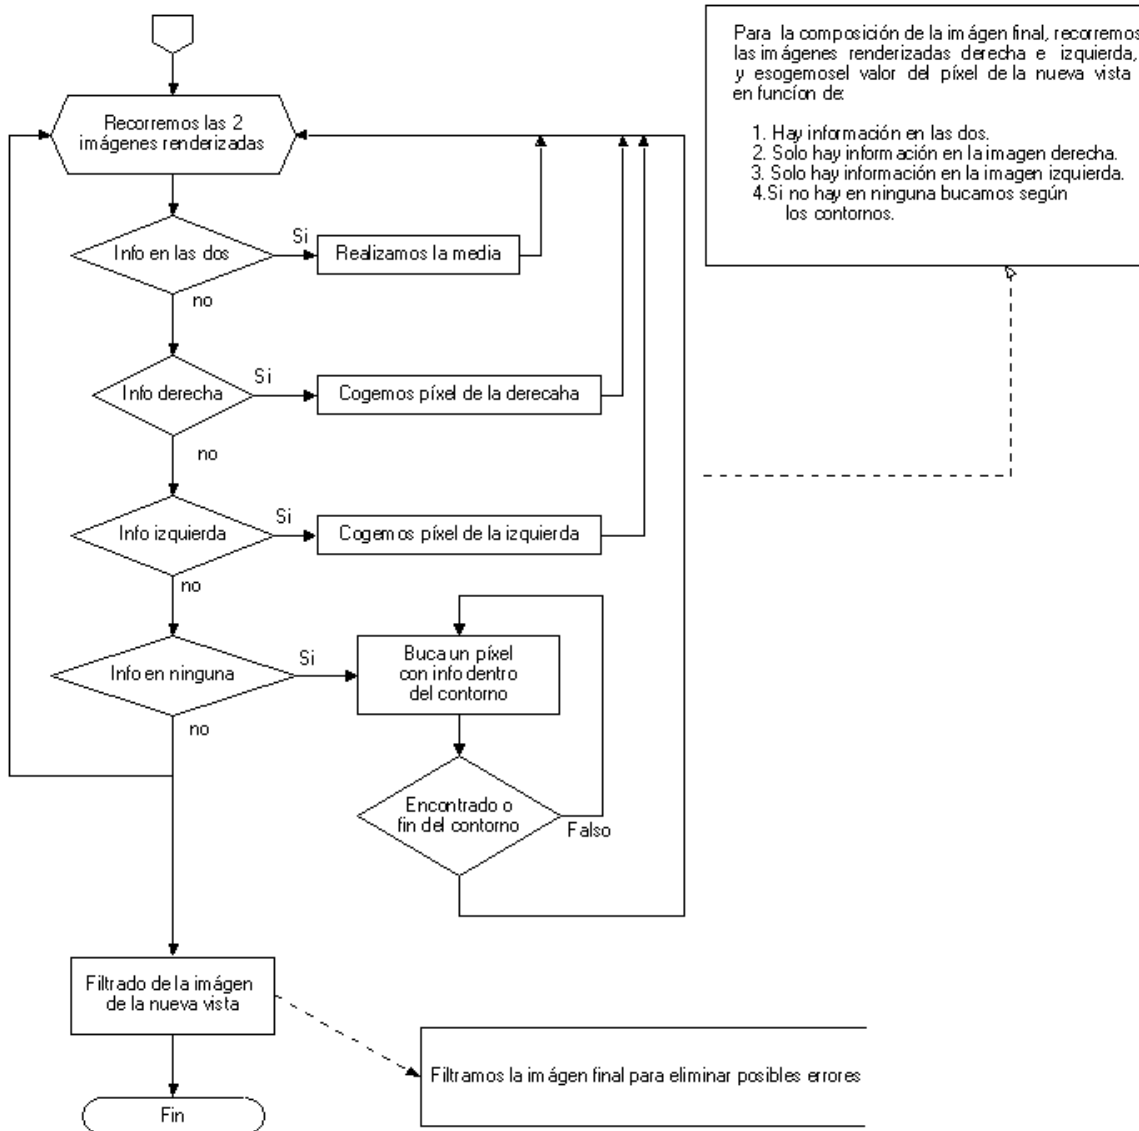 Para la composición de la imágen final, recorremos
las imágenes renderizadas derecha e izquierda,
y esogemosel valor del píxel de la nueva vista
en funcíon de:
1. Hay información en las dos.
2. Solo hay información en la imagen derecha.
3. Solo hay información en la imagen izquierda.
4.Si no hay en ninguna bucamos según
los contornos.
Recorremos las 2
imágenes renderizadas
Info en las dos
Si
Realizamos la media
no
Info derecha
Si
Cogemos píxel de la derecaha
no
Info izquierda
Si
Cogemos píxel de la izquierda
no
Info en ninguna
Si
Buca un píxel
con info dentro
del contorno
no
Encontrado o
fin del contorno
Falso
Filtrado de la imágen
de la nueva vista
Filtramos la imágen final para eliminar posibles errores
Fin